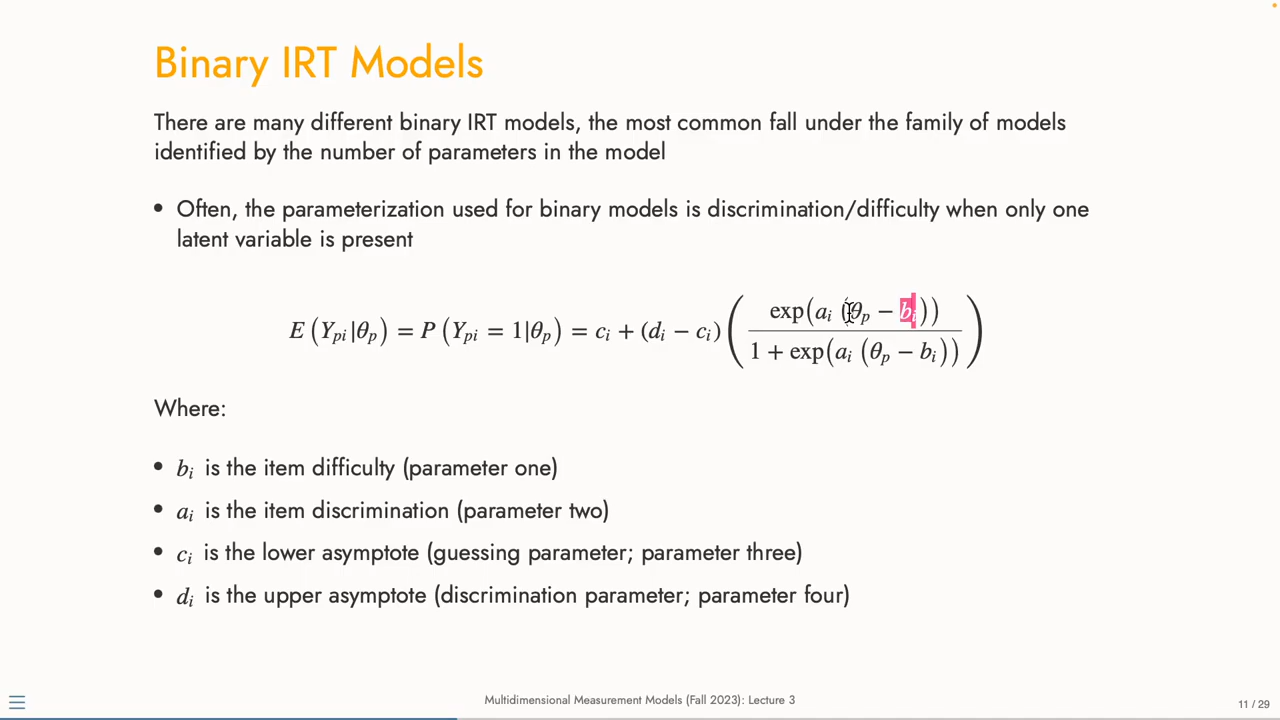 Binary IRT Models
There are many different binary IRT models, the most common fall under the family of models
identified by the number of parameters in the model
• Often, the parameterization used for binary models is discrimination/difficulty when only one
latent variable is present
E (Y_{pi}|θ_p) = P (Y_{pi} = 1|θ_p) = c_i + (d_i − c_i) ( exp(a_i (θ_p − b_i)) / 1 + exp(a_i (θ_p − b_i)) )
Where:
• b_i is the item difficulty (parameter one)
• a_i is the item discrimination (parameter two)
• c_i is the lower asymptote (guessing parameter; parameter three)
• d_i is the upper asymptote (discrimination parameter; parameter four)
Multidimensional Measurement Models (Fall 2023): Lecture 3
11 / 29